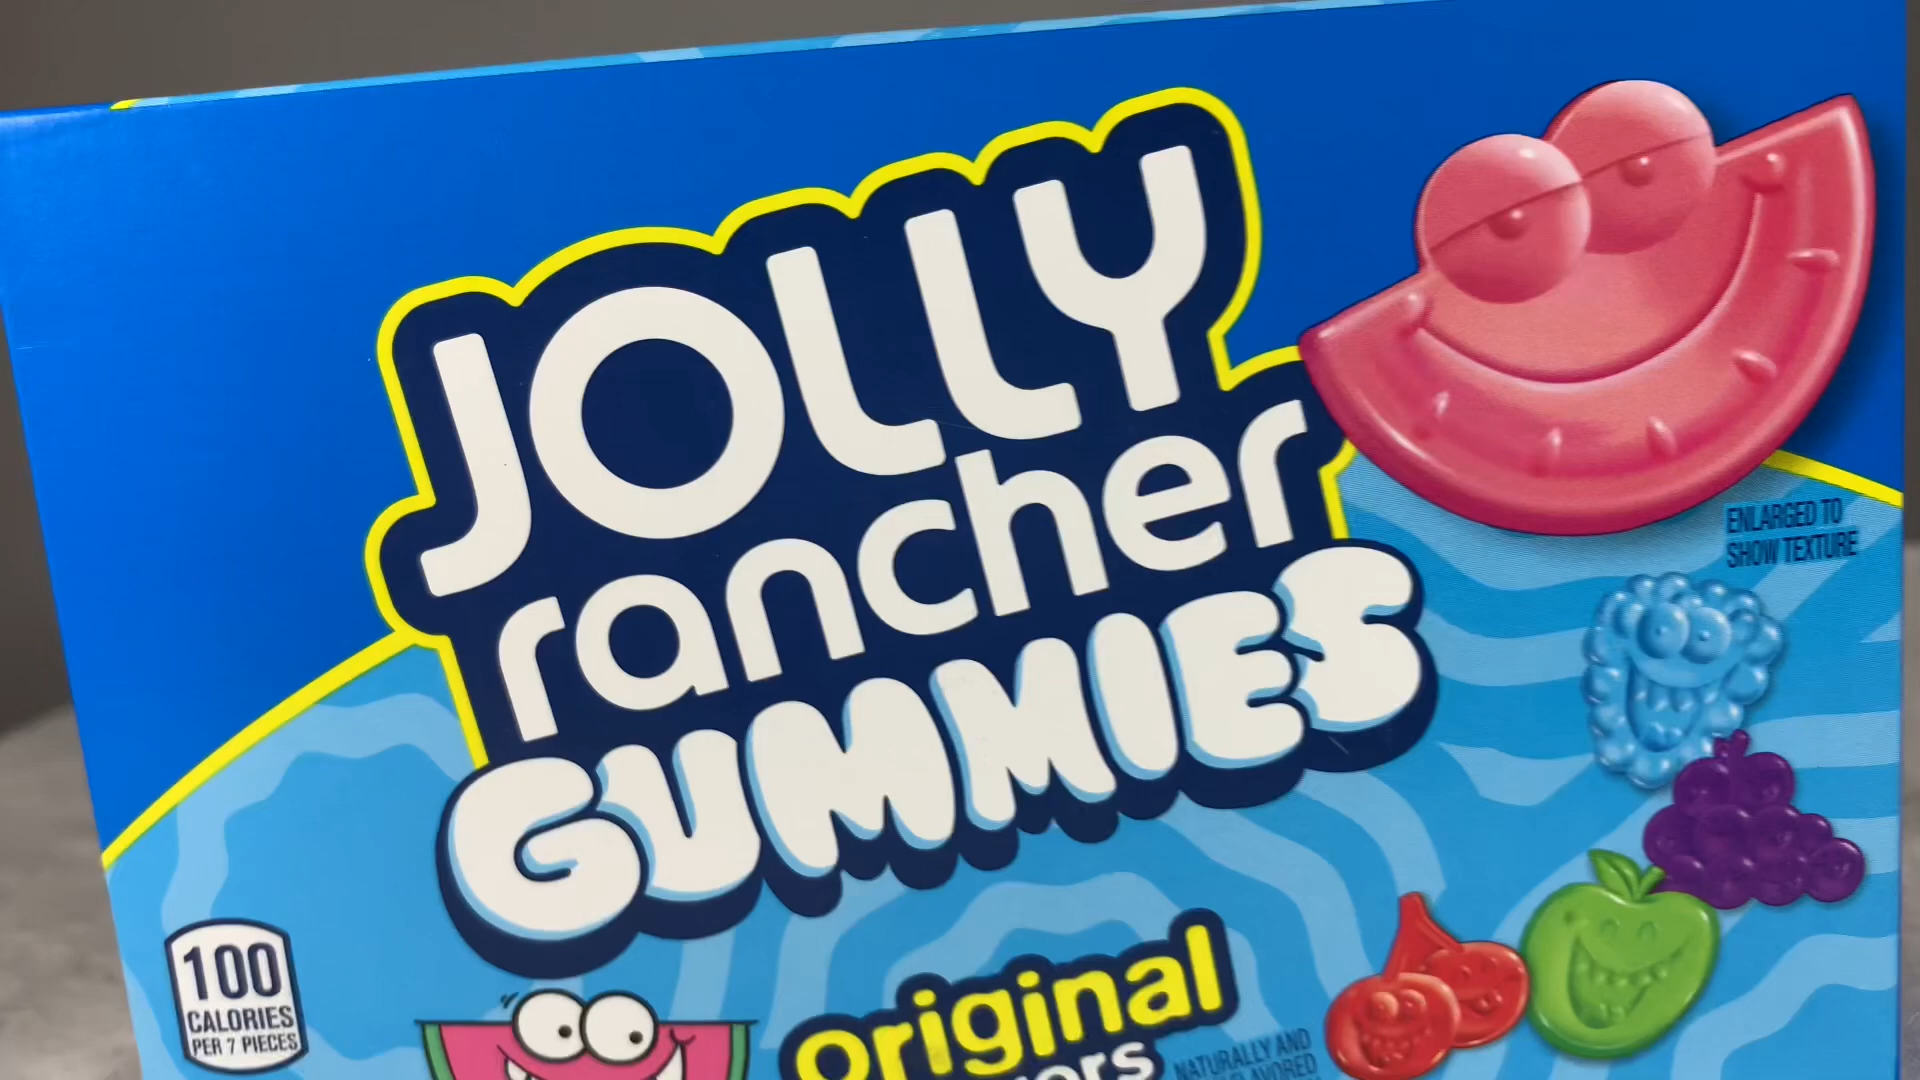 JOLLY
rancher
GUMMIES
ENLARGED TO
SHOW TEXTURE
100
CALORIES
PER 7 PIECES
original
NATURALLY AND